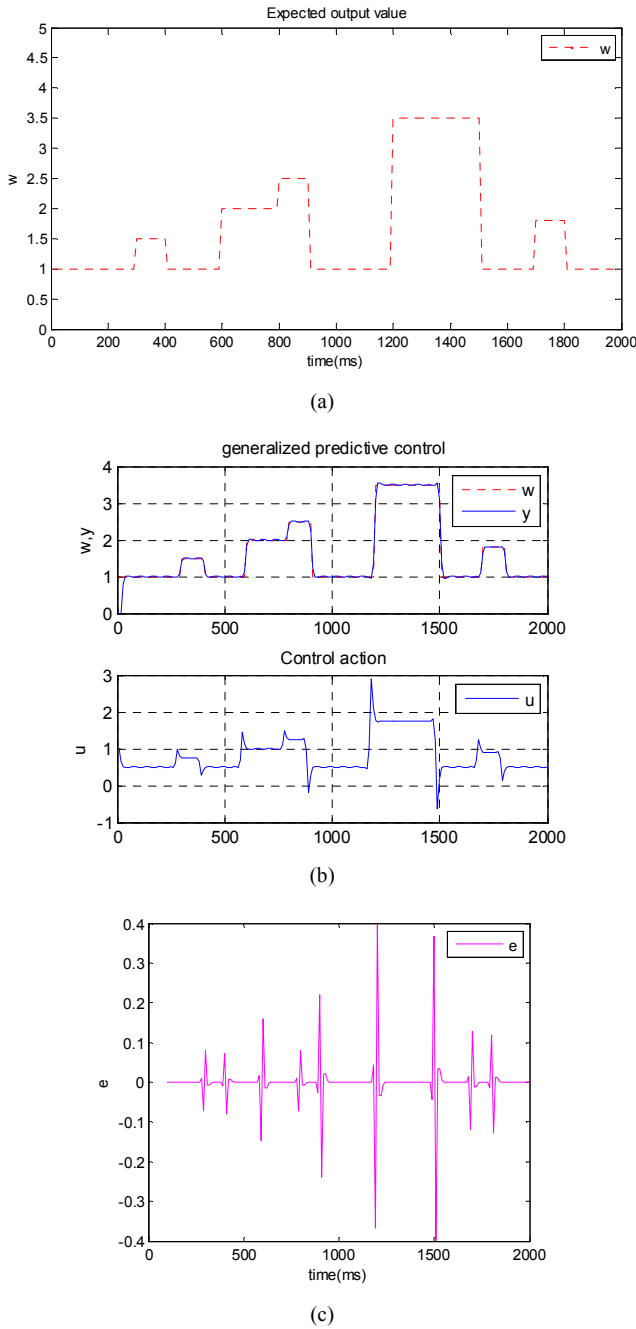 Expected output value
5
4.5
4
3.5
3
2.5
2
1.5
1
0.5
0
w
w
0 200 400 600 800 1000 1200 1400 1600 1800 2000
time(ms)
(a)
generalized predictive control
4
3
2
1
0
w,y
w
y
0 500 1000 1500 2000
Control action
3
2
1
0
-1
u
u
0 500 1000 1500 2000
(b)
0.4
0.3
0.2
0.1
0
-0.1
-0.2
-0.3
-0.4
e
e
0 500 1000 1500 2000
time(ms)
(c)